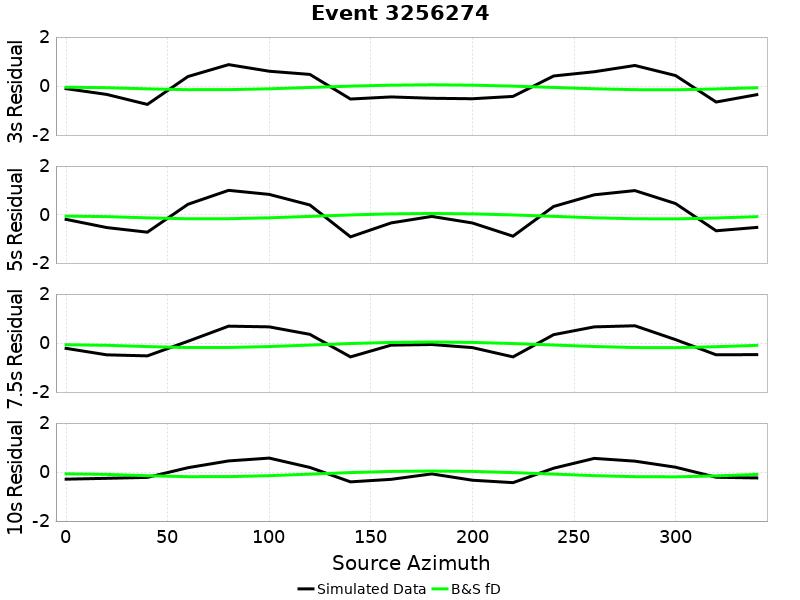 Event 3256274
3s Residual
2
0
-2
5s Residual
2
0
-2
7.5s Residual
2
0
-2
10s Residual
2
0
-2
0 50 100 150 200 250 300
Source Azimuth
Simulated Data B&S fD